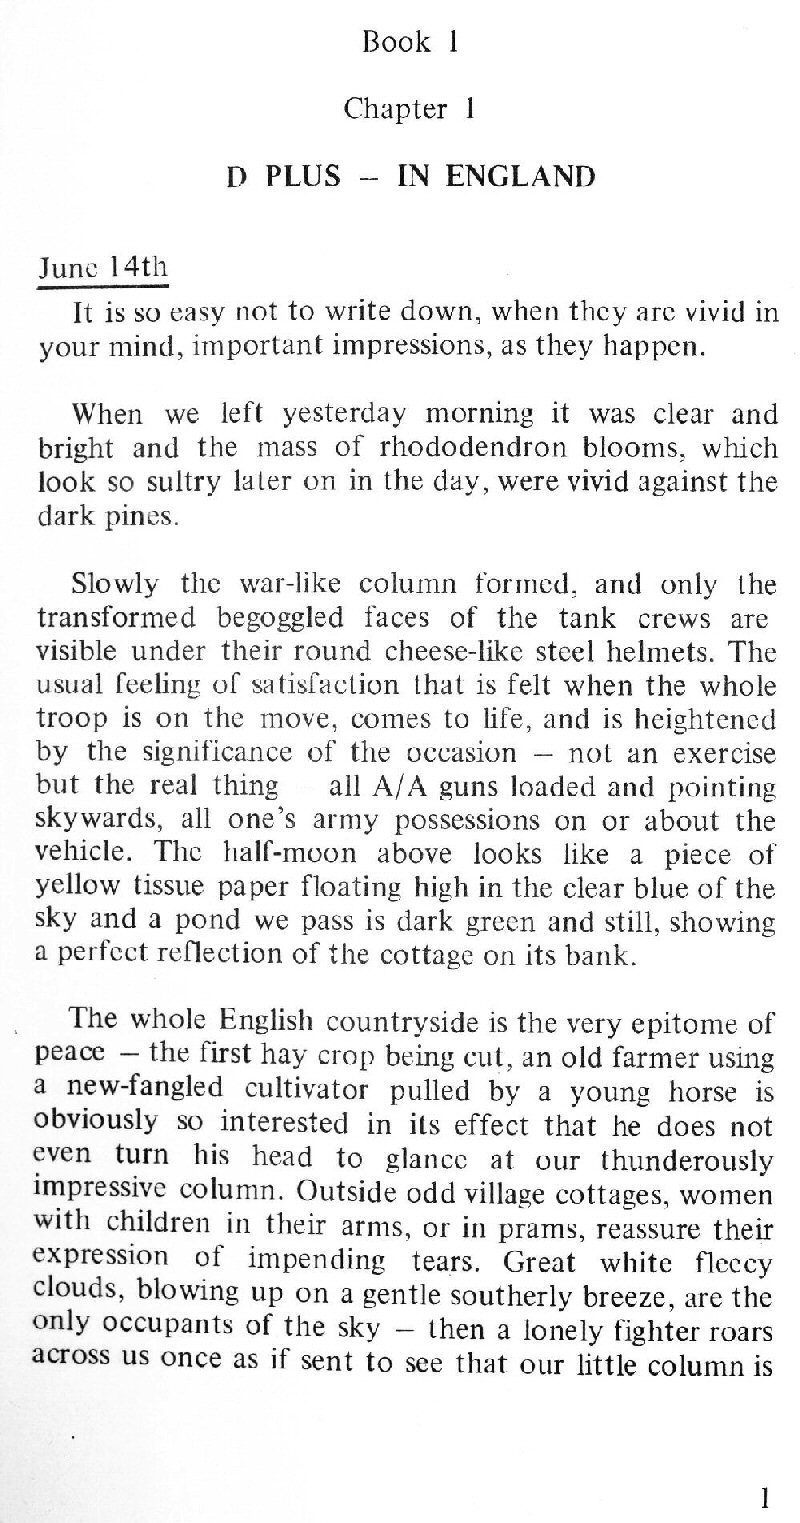 Book 1
Chapter 1
D PLUS – IN ENGLAND
June 14th
It is so easy not to write down, when they are vivid in
your mind, important impressions, as they happen.
When we left yesterday morning it was clear and
bright and the mass of rhododendron blooms, which
look so sultry later on in the day, were vivid against the
dark pines.
Slowly the war-like column formed, and only the
transformed begoggled faces of the tank crews are
visible under their round cheese-like steel helmets. The
usual feeling of satisfaction that is felt when the whole
troop is on the move, comes to life, and is heightened
by the significance of the occasion – not an exercise
but the real thing all A/A guns loaded and pointing
skywards, all one's army possessions on or about the
vehicle. The half-moon above looks like a piece of
yellow tissue paper floating high in the clear blue of the
sky and a pond we pass is dark green and still, showing
a perfect reflection of the cottage on its bank.
The whole English countryside is the very epitome of
peace – the first hay crop being cut, an old farmer using
a new-fangled cultivator pulled by a young horse is
obviously so interested in its effect that he does not
even turn his head to glance at our thunderously
impressive column. Outside odd village cottages, women
with children in their arms, or in prams, reassure their
expression of impending tears. Great white fleecy
clouds, blowing up on a gentle southerly breeze, are the
only occupants of the sky – then a lonely fighter roars
across us once as if sent to see that our little column is
1